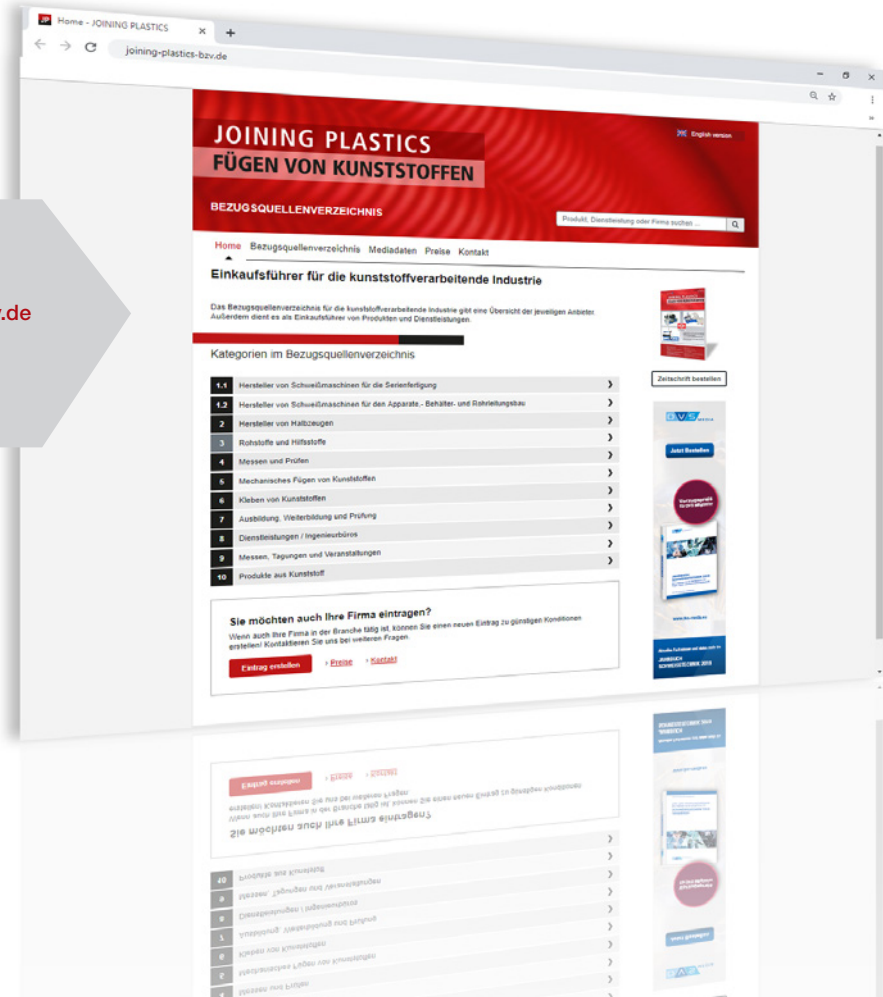 Home - JOINING PLASTICS
joining-plastics-bzv.de
JOINING PLASTICS
FÜGEN VON KUNSTSTOFFEN
English version
BEZUGSQUELLENVERZEICHNIS
Produkt, Dienstleistung oder Firma suchen ...
Home Bezugsquellenverzeichnis Mediadaten Preise Kontakt
Einkaufsführer für die kunststoffverarbeitende Industrie
v.de
Das Bezugsquellenverzeichnis für die kunststoffverarbeitende Industrie gibt eine Übersicht der jeweiligen Anbieter.
Außerdem dient es als Einkaufsführer von Produkten und Dienstleistungen.
Kategorien im Bezugsquellenverzeichnis
Zeitschrift bestellen
1.1 Hersteller von Schweißmaschinen für die Serienfertigung
1.2 Hersteller von Schweißmaschinen für den Apparate,- Behälter- und Rohrleitungsbau
2 Hersteller von Halbzeugen
3 Rohstoffe und Hilfsstoffe
4 Messen und Prüfen
5 Mechanisches Fügen von Kunststoffen
6 Kleben von Kunststoffen
7 Ausbildung, Weiterbildung und Prüfung
8 Dienstleistungen / Ingenieurbüros
9 Messen, Tagungen und Veranstaltungen
10 Produkte aus Kunststoff
DVS MEDIA
Jetzt Bestellen
www.dvs-media.eu
JAHRBUCH
SCHWEISSTECHNIK 2019
Sie möchten auch Ihre Firma eintragen?
Wenn auch Ihre Firma in der Branche tätig ist, können Sie einen neuen Eintrag zu günstigen Konditionen
erstellen! Kontaktieren Sie uns bei weiteren Fragen.
Eintrag erstellen › Preise › Kontakt